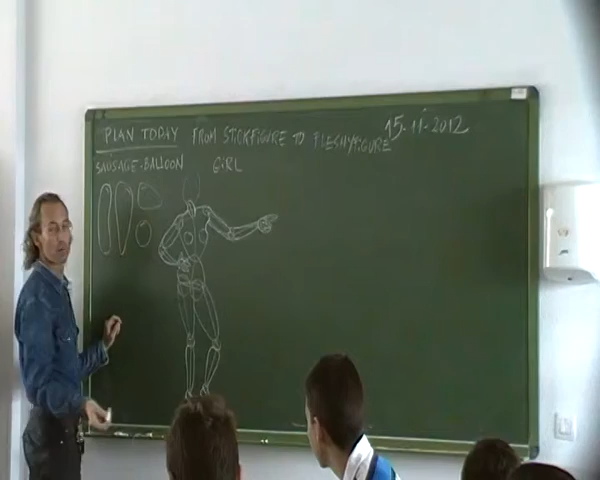 PLAN TODAY FROM STICKFIGURE TO FLESHYFIGURE 15-11-2012
SAUSAGE-BALLOON GIRL